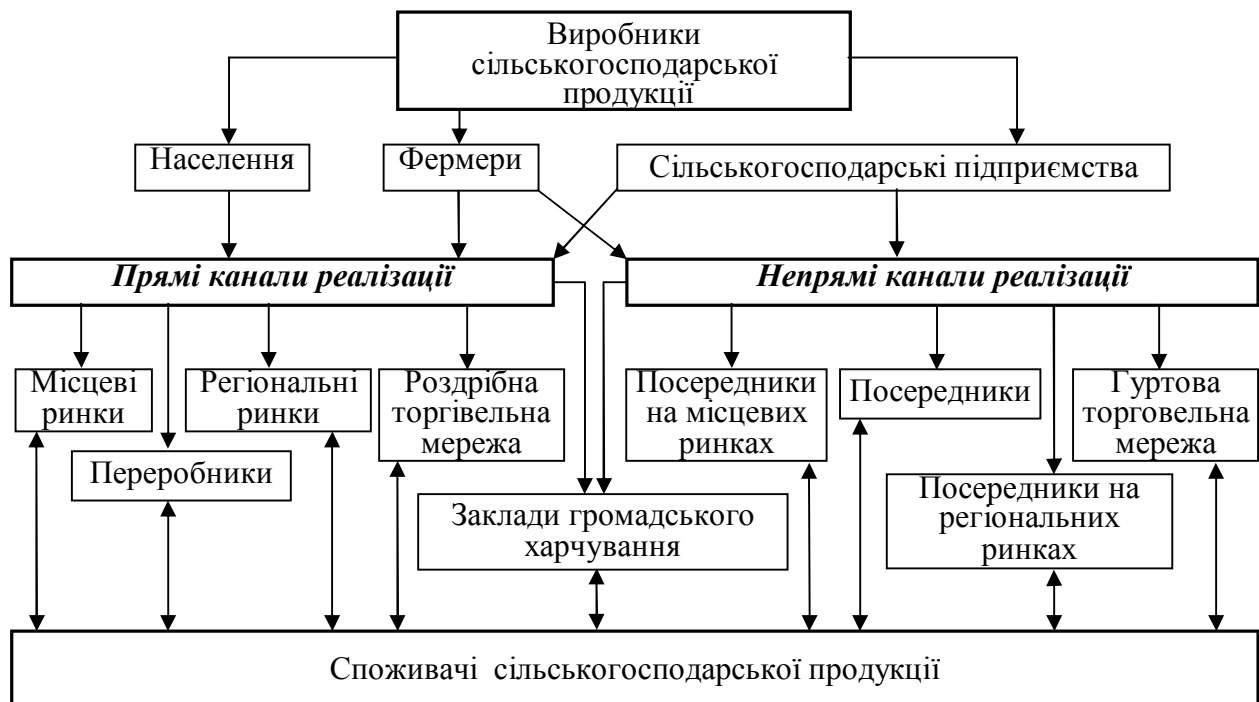 Виробники
сільськогосподарської
продукції
Населення
Фермери
Сільськогосподарські підприємства
Прямі канали реалізації
Непрямі канали реалізації
Місцеві
ринки
Регіональні
ринки
Роздрібна
торгівельна
мережа
Посередники
на місцевих
ринках
Посередники
Гуртова
торговельна
мережа
Переробники
Заклади громадського
харчування
Посередники на
регіональних
ринках
Споживачі сільськогосподарської продукції